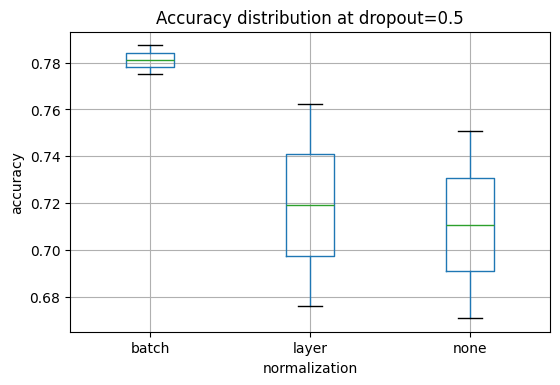 Accuracy distribution at dropout=0.5
accuracy
0.78
0.76
0.74
0.72
0.70
0.68
batch
layer
none
normalization